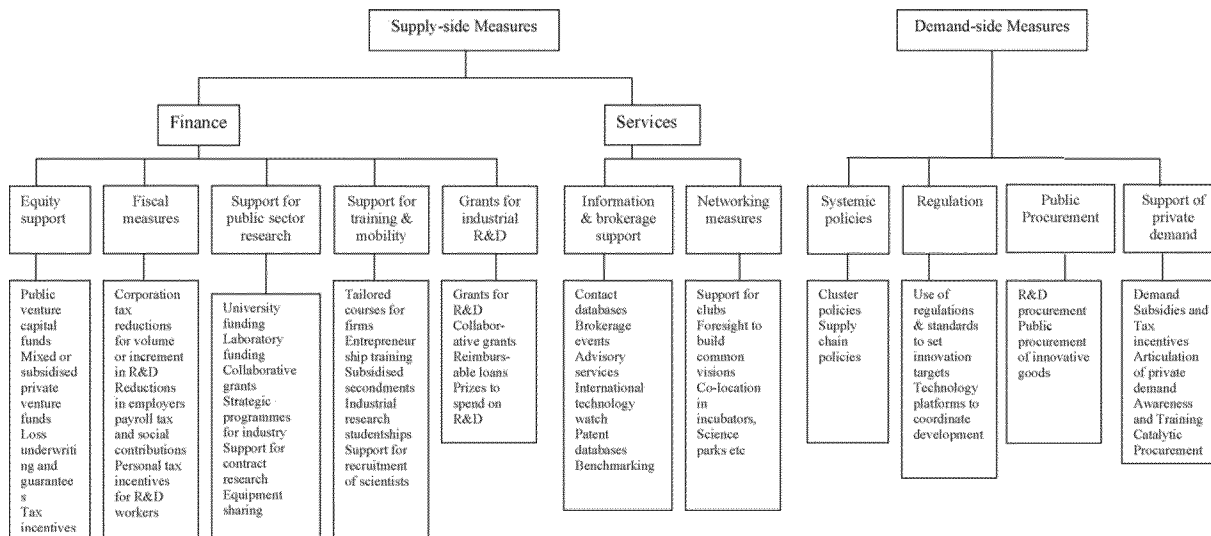 Supply-side Measures
Demand-side Measures
Finance
Services
Equity
support
Fiscal
measures
Support for
public sector
research
Support for
training &
mobility
Grants for
industrial
R&D
Information
& brokerage
support
Networking
measures
Systemic
policies
Regulation
Public
Procurement
Support of
private
demand
Public
venture
capital
funds
Mixed or
subsidised
private
venture
funds
Loss
underwriti
ng and
guarantee
s
Tax
incentives
Corporation
tax
reductions
for volume
or increment
in R&D
Reductions
in employers
payroll tax
and social
contributions
Personal tax
incentives
for R&D
workers
University
funding
Laboratory
funding
Collaborative
grants
Strategic
programmes
for industry
Support for
contract
research
Equipment
sharing
Tailored
courses for
firms
Entrepreneur
ship training
Subsidised
secondments
Industrial
research
studentships
Support for
recruitment
of scientists
Grants for
R&D
Collabor-
ative grants
Reimburs-
able loans
Prizes to
spend on
R&D
Contact
databases
Brokerage
events
Advisory
services
International
technology
watch
Patent
databases
Benchmarking
Support for
clubs
Foresight to
build
common
visions
Co-location
in
incubators,
Science
parks etc
Cluster
policies
Supply
chain
policies
Use of
regulations
& standards
to set
innovation
targets
Technology
platforms to
coordinate
development
R&D
procurement
Public
procurement
of innovative
goods
Demand
Subsidies and
Tax
incentives
Articulation
of private
demand
Awareness
and Training
Catalytic
Procurement